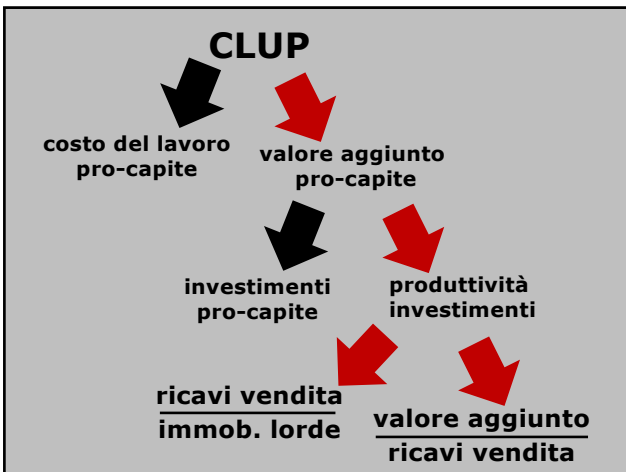 CLUP
costo del lavoro
pro-capite
valore aggiunto
pro-capite
investimenti
pro-capite
produttività
investimenti
ricavi vendita
immob. lorde
valore aggiunto
ricavi vendita